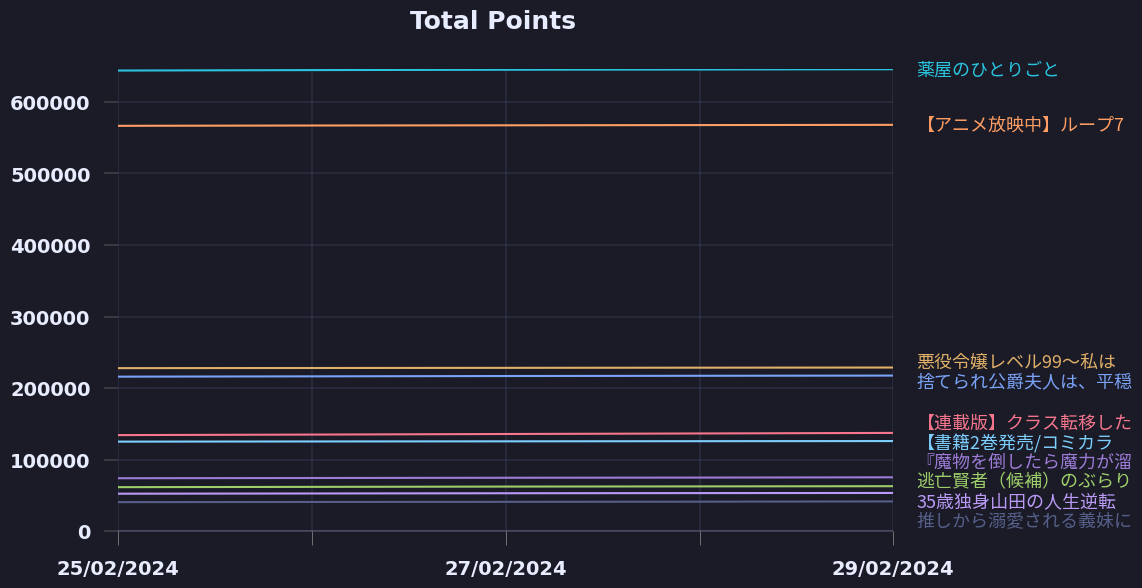 Total Points
薬屋のひとりごと
600000
【アニメ放映中】ループ7
500000
400000
300000
悪役令嬢レベル99～私は
捨てられ公爵夫人は、平穏
200000
【連載版】クラス転移した
【書籍2巻発売/コミカラ
100000
『魔物を倒したら魔力が溜
逃亡賢者（候補）のぶらり
35歳独身山田の人生逆転
推しから溺愛される義妹に
0
25/02/2024 27/02/2024 29/02/2024